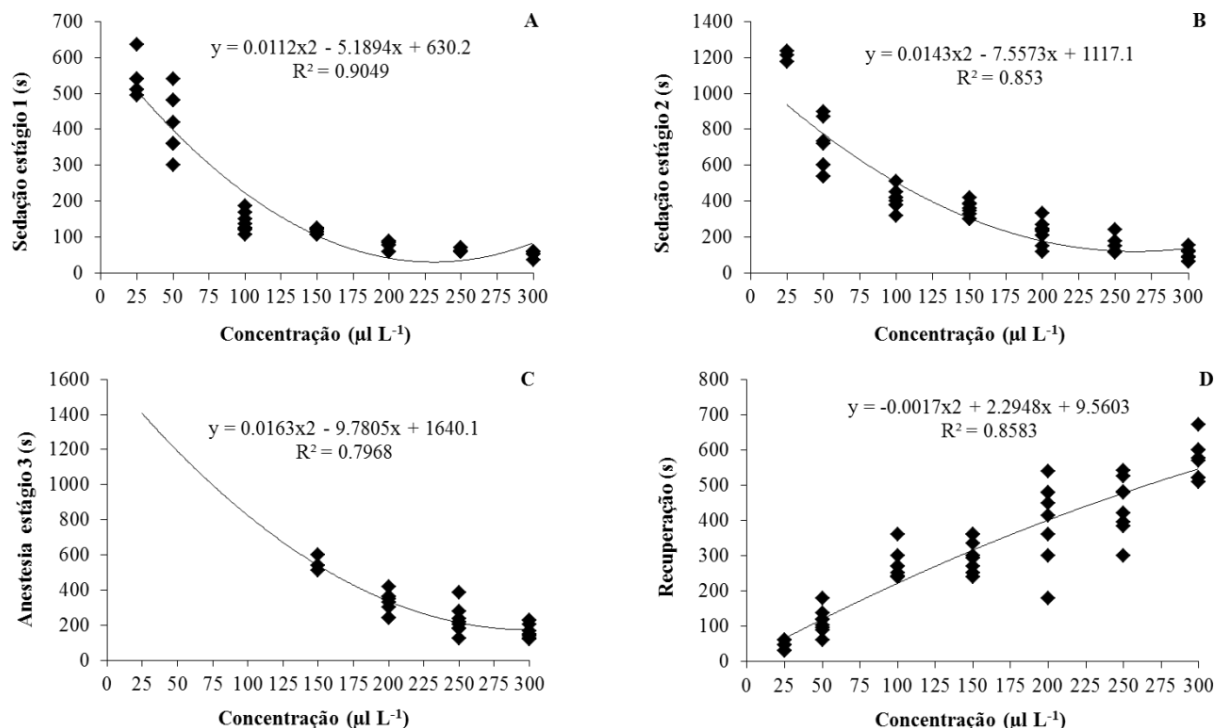 A
y = 0.0112x2 - 5.1894x + 630.2
R² = 0.9049
Sedação estágio 1 (s)
700
600
500
400
300
200
100
0
0 25 50 75 100 125 150 175 200 225 250 275 300
Concentração (µl L⁻¹)
B
y = 0.0143x2 - 7.5573x + 1117.1
R² = 0.853
Sedação estágio 2 (s)
1400
1200
1000
800
600
400
200
0
0 25 50 75 100 125 150 175 200 225 250 275 300
Concentração (µl L⁻¹)
C
y = 0.0163x2 - 9.7805x + 1640.1
R² = 0.7968
Anestesia estágio 3 (s)
1600
1400
1200
1000
800
600
400
200
0
0 25 50 75 100 125 150 175 200 225 250 275 300
Concentração (µl L⁻¹)
D
y = -0.0017x2 + 2.2948x + 9.5603
R² = 0.8583
Recuperação (s)
800
700
600
500
400
300
200
100
0
0 25 50 75 100 125 150 175 200 225 250 275 300
Concentração (µl L⁻¹)